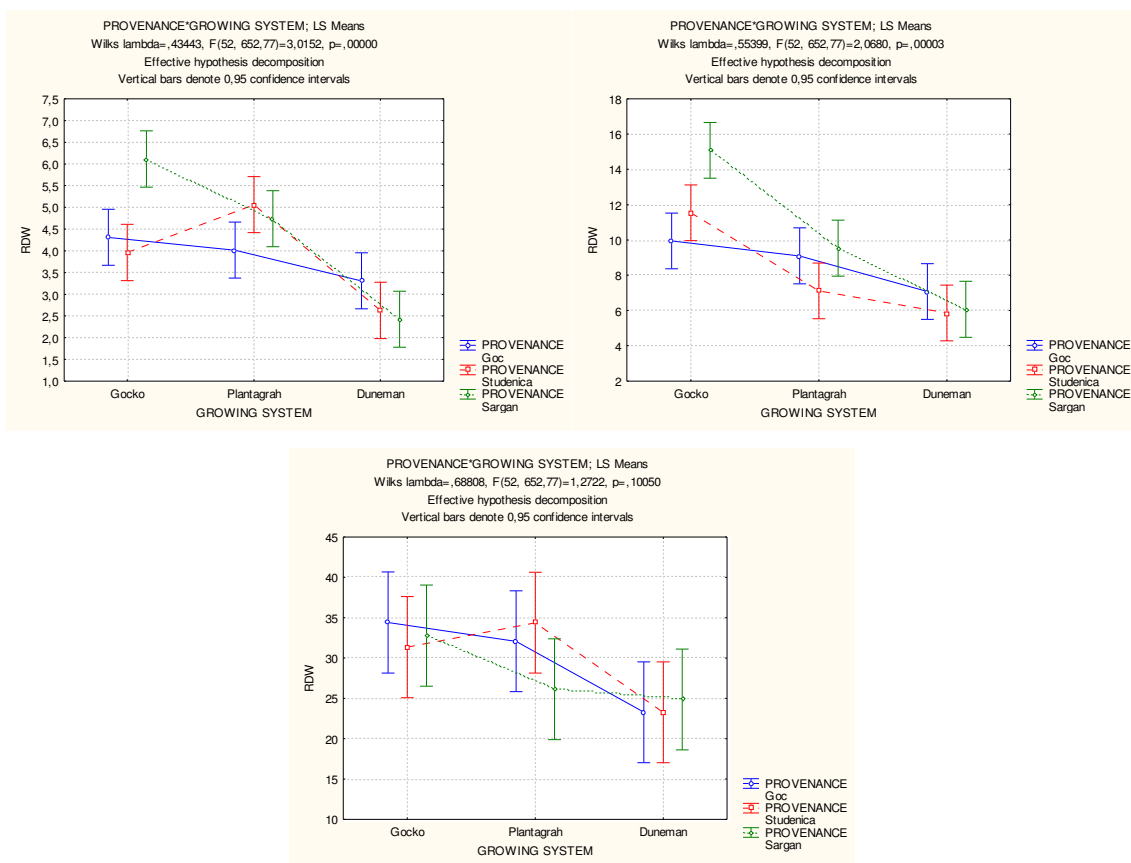 PROVENANCE*GROWING SYSTEM; LS Means
Wilks lambda=,43443, F(52, 652,77)=3,0152, p=,00000
Effective hypothesis decomposition
Vertical bars denote 0,95 confidence intervals
7,5
7,0
6,5
6,0
5,5
5,0
4,5
4,0
3,5
3,0
2,5
2,0
1,5
1,0
RDW
Gocko Plantagrah Duneman
GROWING SYSTEM
PROVENANCE
Goc
PROVENANCE
Studenica
PROVENANCE
Sargan
PROVENANCE*GROWING SYSTEM; LS Means
Wilks lambda=,55399, F(52, 652,77)=2,0680, p=,00003
Effective hypothesis decomposition
Vertical bars denote 0,95 confidence intervals
18
16
14
12
10
8
6
4
2
RDW
Gocko Plantagrah Duneman
GROWING SYSTEM
PROVENANCE
Goc
PROVENANCE
Studenica
PROVENANCE
Sargan
PROVENANCE*GROWING SYSTEM; LS Means
Wilks lambda=,68808, F(52, 652,77)=1,2722, p=,10050
Effective hypothesis decomposition
Vertical bars denote 0,95 confidence intervals
45
40
35
30
25
20
15
10
RDW
Gocko Plantagrah Duneman
GROWING SYSTEM
PROVENANCE
Goc
PROVENANCE
Studenica
PROVENANCE
Sargan